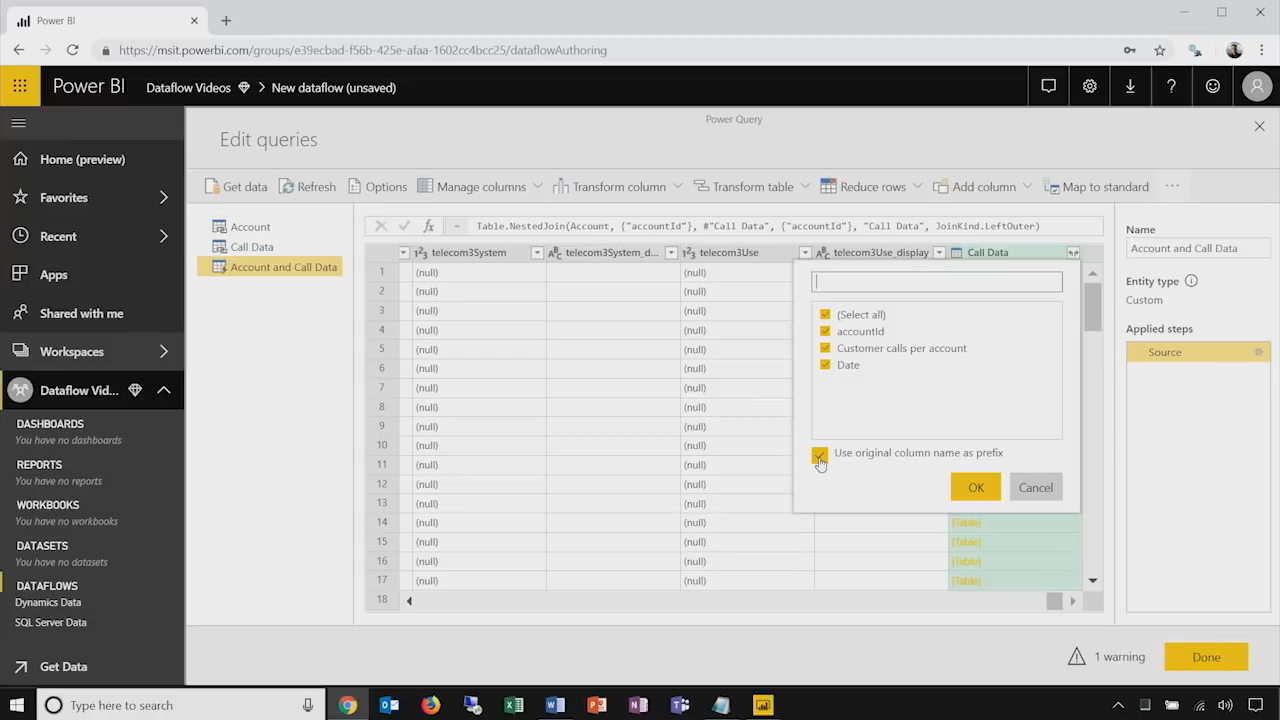 Power BI
https://msit.powerbi.com/groups/e39ecbad-f56b-425e-afaa-1602cc4bcc25/dataflowAuthoring
Power BI Dataflow Videos > New dataflow (unsaved)
Power Query
Edit queries
Get data Refresh Options Manage columns Transform column Transform table Reduce rows Add column Map to standard ...
Home (preview)
Favorites
Recent
Apps
Shared with me
Workspaces
Dataflow Vid...
DASHBOARDS
You have no dashboards
REPORTS
You have no reports
WORKBOOKS
You have no workbooks
DATASETS
You have no datasets
DATAFLOWS
Dynamics Data
SQL Server Data
Get Data
Account
Call Data
Account and Call Data
fx = Table.NestedJoin(Account, {"accountId"}, #"Call Data", {"accountId"}, "Call Data", JoinKind.LeftOuter)
1²3 telecom3System ABC telecom3System_d... 1²3 telecom3Use ABC telecom3Use_display Call Data
1 (null) (null)
2 (null) (null)
3 (null) (null)
4 (null) (null)
5 (null) (null)
6 (null) (null)
7 (null) (null)
8 (null) (null)
9 (null) (null)
10 (null) (null)
11 (null) (null)
12 (null) (null)
13 (null) (null)
14 (null) (null) [Table]
15 (null) (null) [Table]
16 (null) (null) [Table]
17 (null) (null) [Table]
18
(Select all)
accountId
Customer calls per account
Date
Use original column name as prefix
OK Cancel
Name
Account and Call Data
Entity type
Custom
Applied steps
Source
1 warning Done
Type here to search